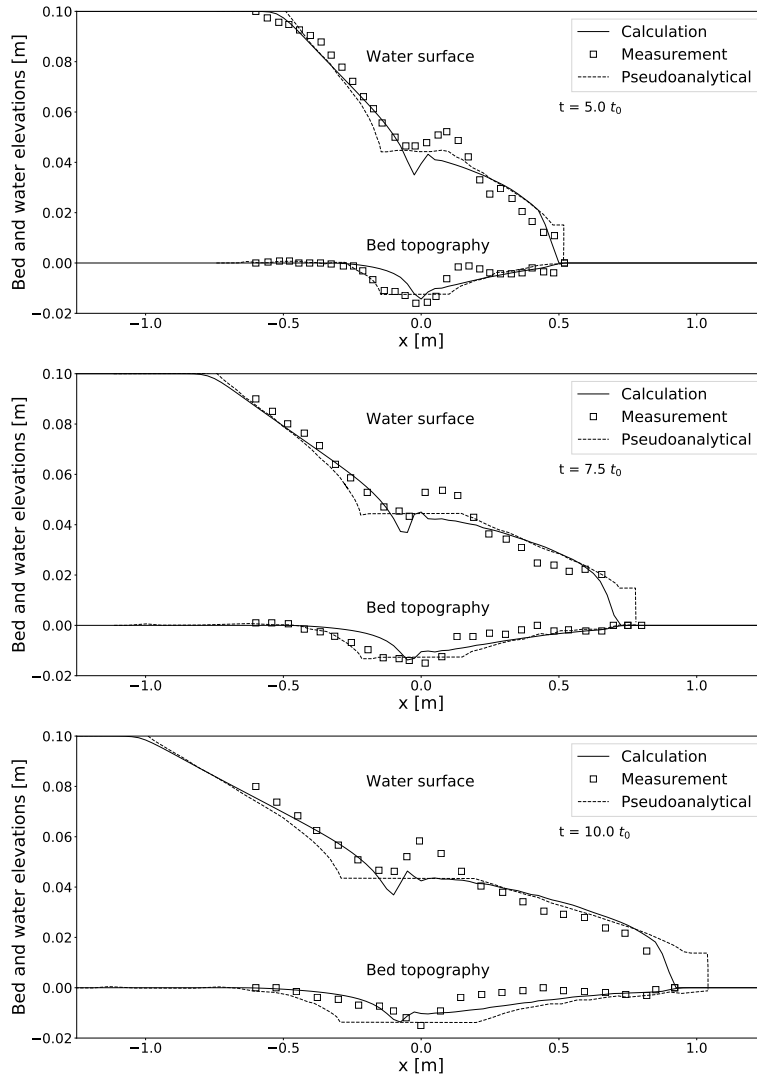 0.10
Calculation
Measurement
Pseudoanalytical
Water surface
0.08
t = 5.0 t₀
0.06
0.04
0.02
Bed topography
0.00
−0.02
−1.0 −0.5 0.0 0.5 1.0
x [m]
Bed and water elevations [m]
0.10
Calculation
Measurement
Pseudoanalytical
Water surface
0.08
t = 7.5 t₀
0.06
0.04
0.02
Bed topography
0.00
−0.02
−1.0 −0.5 0.0 0.5 1.0
x [m]
Bed and water elevations [m]
0.10
Calculation
Measurement
Pseudoanalytical
Water surface
0.08
t = 10.0 t₀
0.06
0.04
0.02
Bed topography
0.00
−0.02
−1.0 −0.5 0.0 0.5 1.0
x [m]
Bed and water elevations [m]